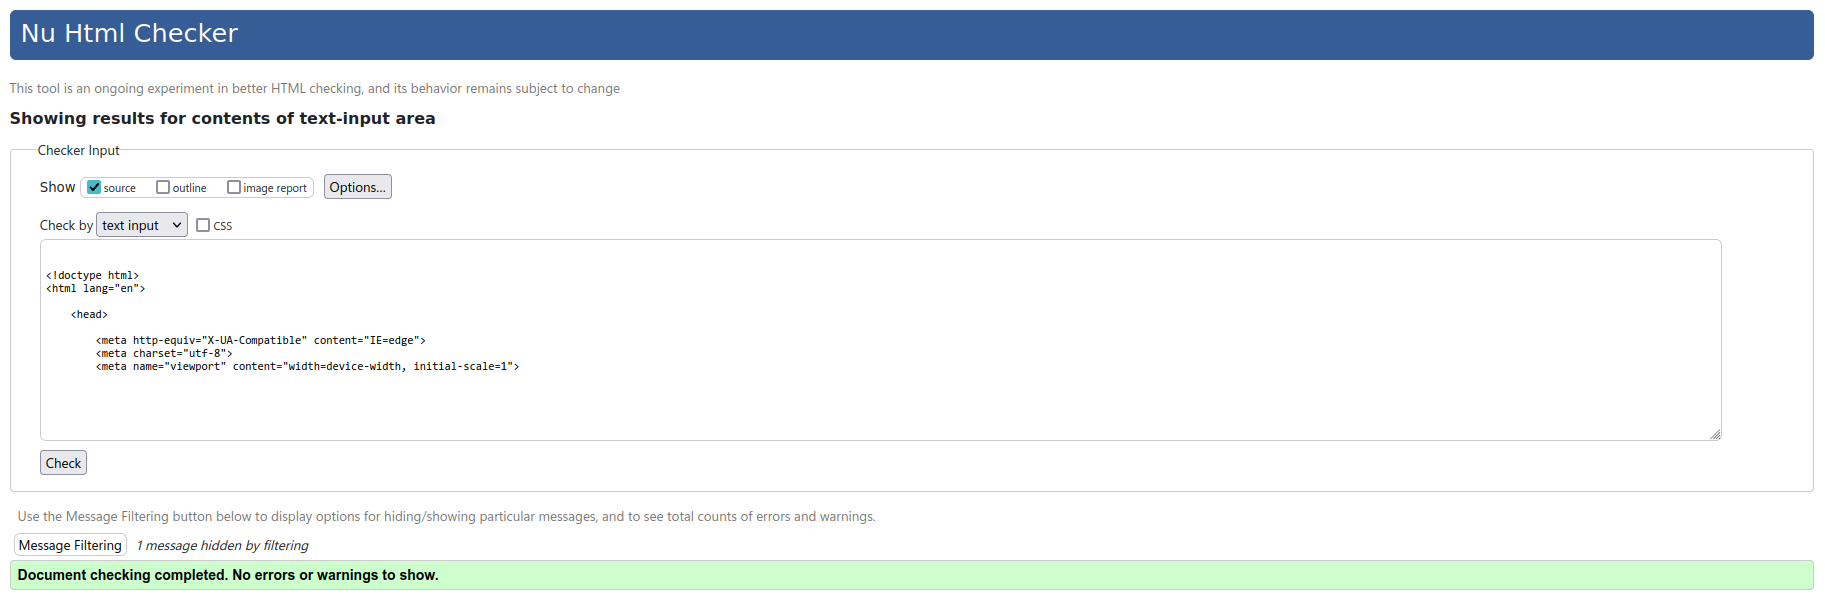 Nu Html Checker
This tool is an ongoing experiment in better HTML checking, and its behavior remains subject to change
Showing results for contents of text-input area
Checker Input
Show source outline image report Options...
Check by text input CSS
<!doctype html>
<html lang="en">
<head>
<meta http-equiv="X-UA-Compatible" content="IE=edge">
<meta charset="utf-8">
<meta name="viewport" content="width=device-width, initial-scale=1">
Check
Use the Message Filtering button below to display options for hiding/showing particular messages, and to see total counts of errors and warnings.
Message Filtering 1 message hidden by filtering
Document checking completed. No errors or warnings to show.